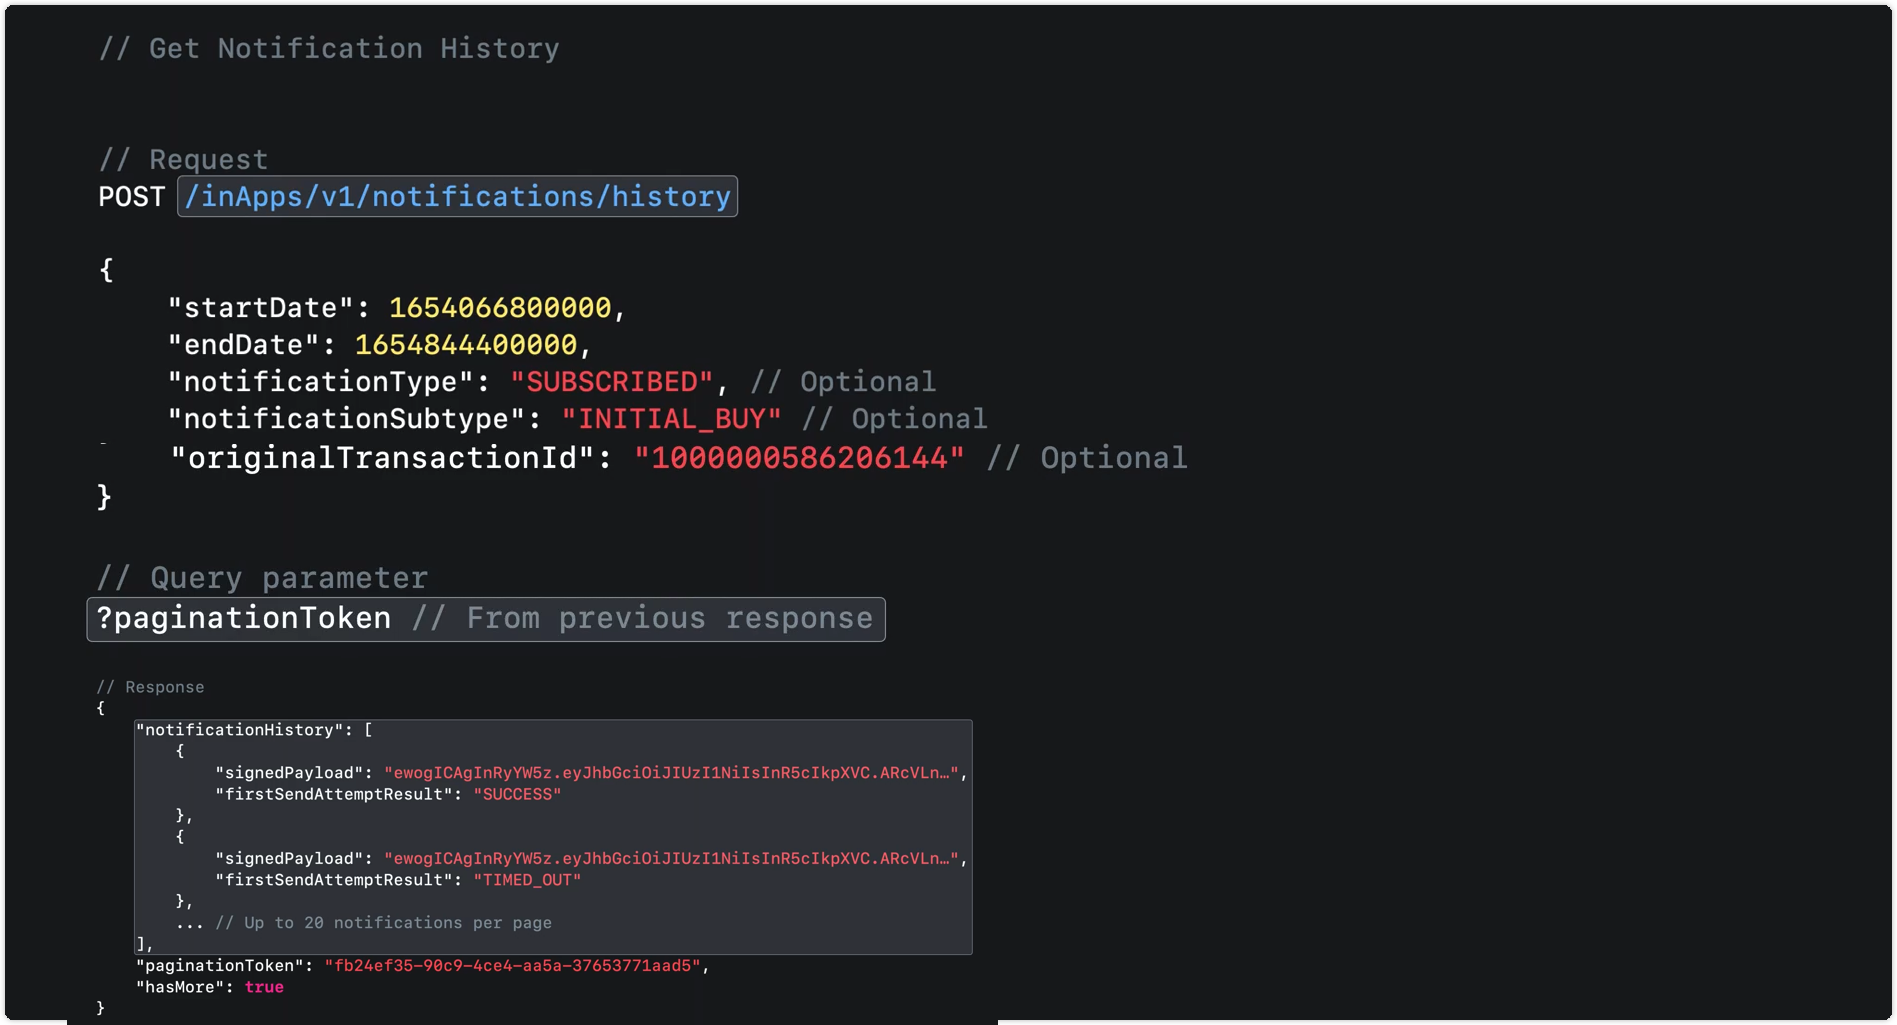 // Get Notification History
// Request
POST /inApps/v1/notifications/history
{
"startDate": 1654066800000,
"endDate": 1654844400000,
"notificationType": "SUBSCRIBED", // Optional
"notificationSubtype": "INITIAL_BUY" // Optional
"originalTransactionId": "1000000586206144" // Optional
}
// Query parameter
?paginationToken // From previous response
// Response
{
"notificationHistory": [
{
"signedPayload": "ewogICAgInRyYW5z.eyJhbGciOiJIUzI1NiIsInR5cIkpXVC.ARcVLn…",
"firstSendAttemptResult": "SUCCESS"
},
{
"signedPayload": "ewogICAgInRyYW5z.eyJhbGciOiJIUzI1NiIsInR5cIkpXVC.ARcVLn…",
"firstSendAttemptResult": "TIMED_OUT"
},
... // Up to 20 notifications per page
],
"paginationToken": "fb24ef35-90c9-4ce4-aa5a-37653771aad5",
"hasMore": true
}